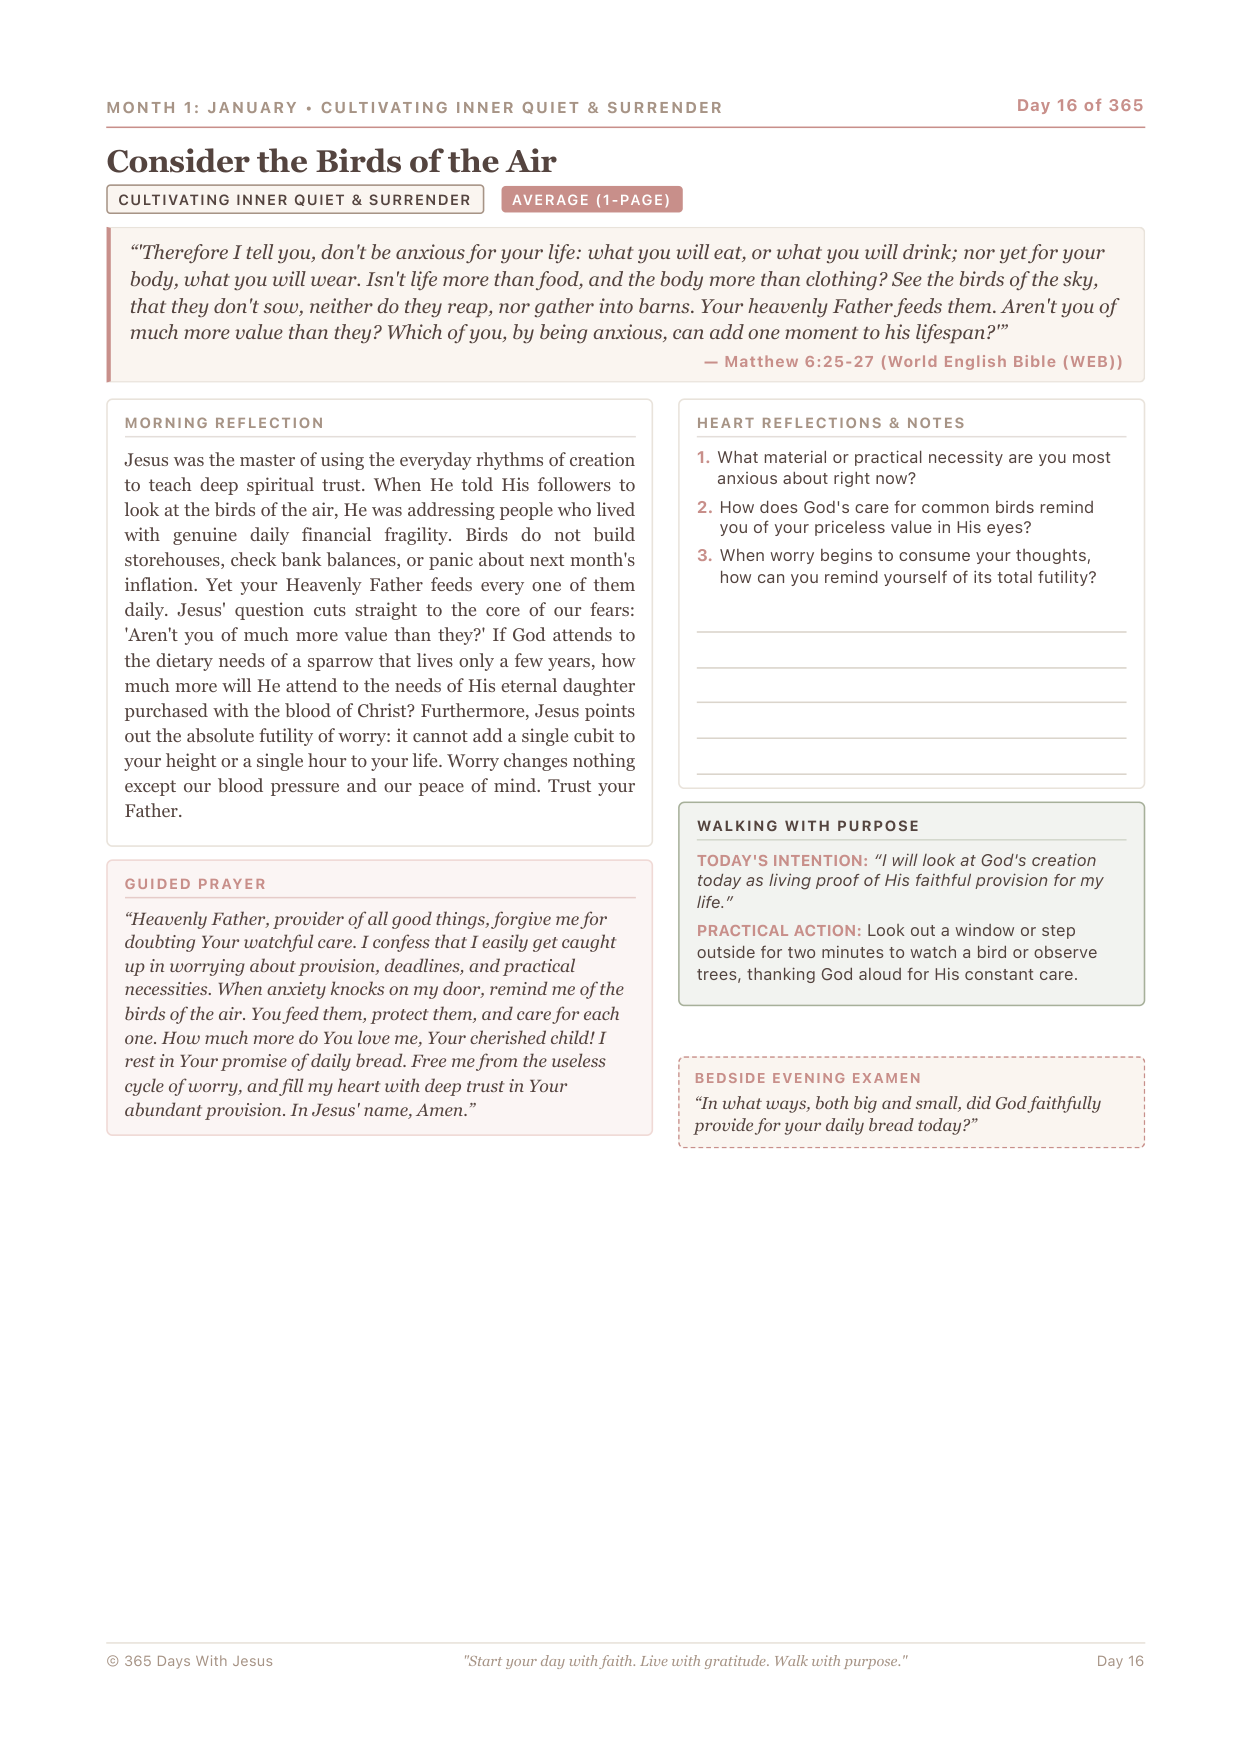 MONTH 1: JANUARY • CULTIVATING INNER QUIET & SURRENDER
Day 16 of 365
Consider the Birds of the Air
CULTIVATING INNER QUIET & SURRENDER
AVERAGE (1-PAGE)
“'Therefore I tell you, don't be anxious for your life: what you will eat, or what you will drink; nor yet for your
body, what you will wear. Isn't life more than food, and the body more than clothing? See the birds of the sky,
that they don't sow, neither do they reap, nor gather into barns. Your heavenly Father feeds them. Aren't you of
much more value than they? Which of you, by being anxious, can add one moment to his lifespan?'”
— Matthew 6:25-27 (World English Bible (WEB))
MORNING REFLECTION
Jesus was the master of using the everyday rhythms of creation
to teach deep spiritual trust. When He told His followers to
look at the birds of the air, He was addressing people who lived
with genuine daily financial fragility. Birds do not build
storehouses, check bank balances, or panic about next month's
inflation. Yet your Heavenly Father feeds every one of them
daily. Jesus' question cuts straight to the core of our fears:
'Aren't you of much more value than they?' If God attends to
the dietary needs of a sparrow that lives only a few years, how
much more will He attend to the needs of His eternal daughter
purchased with the blood of Christ? Furthermore, Jesus points
out the absolute futility of worry: it cannot add a single cubit to
your height or a single hour to your life. Worry changes nothing
except our blood pressure and our peace of mind. Trust your
Father.
GUIDED PRAYER
“Heavenly Father, provider of all good things, forgive me for
doubting Your watchful care. I confess that I easily get caught
up in worrying about provision, deadlines, and practical
necessities. When anxiety knocks on my door, remind me of the
birds of the air. You feed them, protect them, and care for each
one. How much more do You love me, Your cherished child! I
rest in Your promise of daily bread. Free me from the useless
cycle of worry, and fill my heart with deep trust in Your
abundant provision. In Jesus' name, Amen.”
HEART REFLECTIONS & NOTES
1. What material or practical necessity are you most
anxious about right now?
2. How does God's care for common birds remind
you of your priceless value in His eyes?
3. When worry begins to consume your thoughts,
how can you remind yourself of its total futility?
WALKING WITH PURPOSE
TODAY'S INTENTION: “I will look at God's creation
today as living proof of His faithful provision for my
life.”
PRACTICAL ACTION: Look out a window or step
outside for two minutes to watch a bird or observe
trees, thanking God aloud for His constant care.
BEDSIDE EVENING EXAMEN
“In what ways, both big and small, did God faithfully
provide for your daily bread today?”
© 365 Days With Jesus
"Start your day with faith. Live with gratitude. Walk with purpose."
Day 16